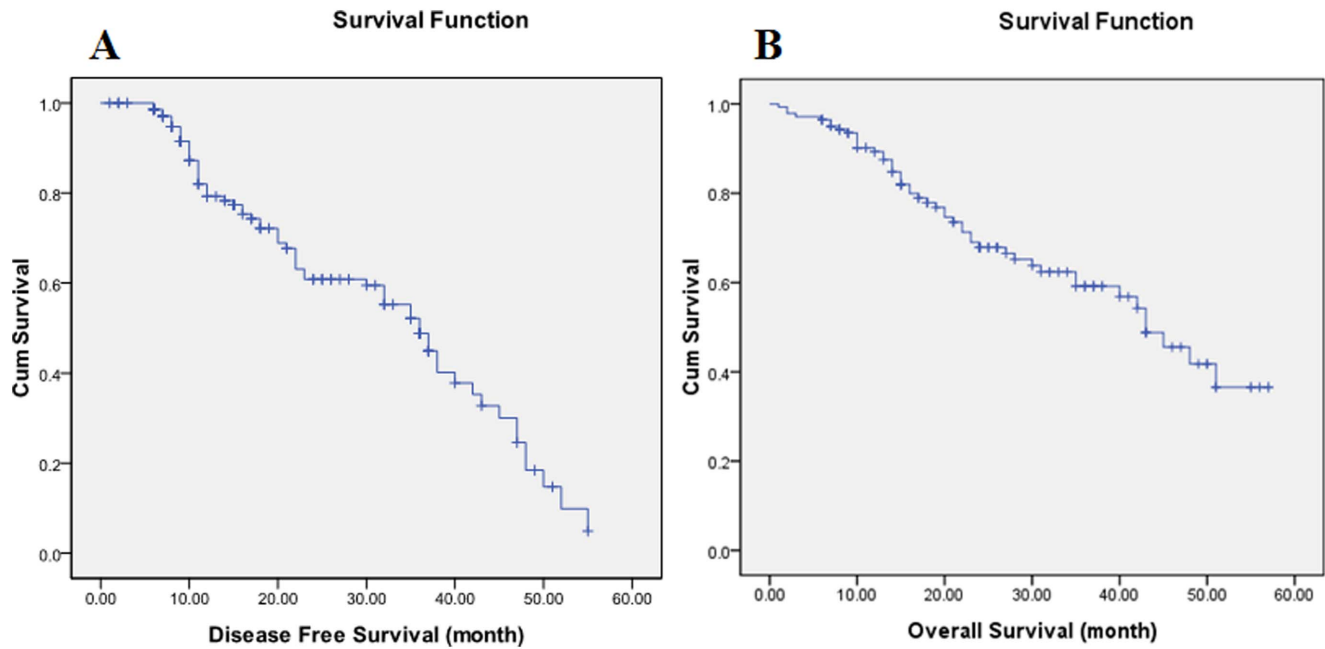 Survival Function
A
Cum Survival
1.0
0.8
0.6
0.4
0.2
0.0
0.00 10.00 20.00 30.00 40.00 50.00 60.00
Disease Free Survival (month)
Survival Function
B
Cum Survival
1.0
0.8
0.6
0.4
0.2
0.0
0.00 10.00 20.00 30.00 40.00 50.00 60.00
Overall Survival (month)